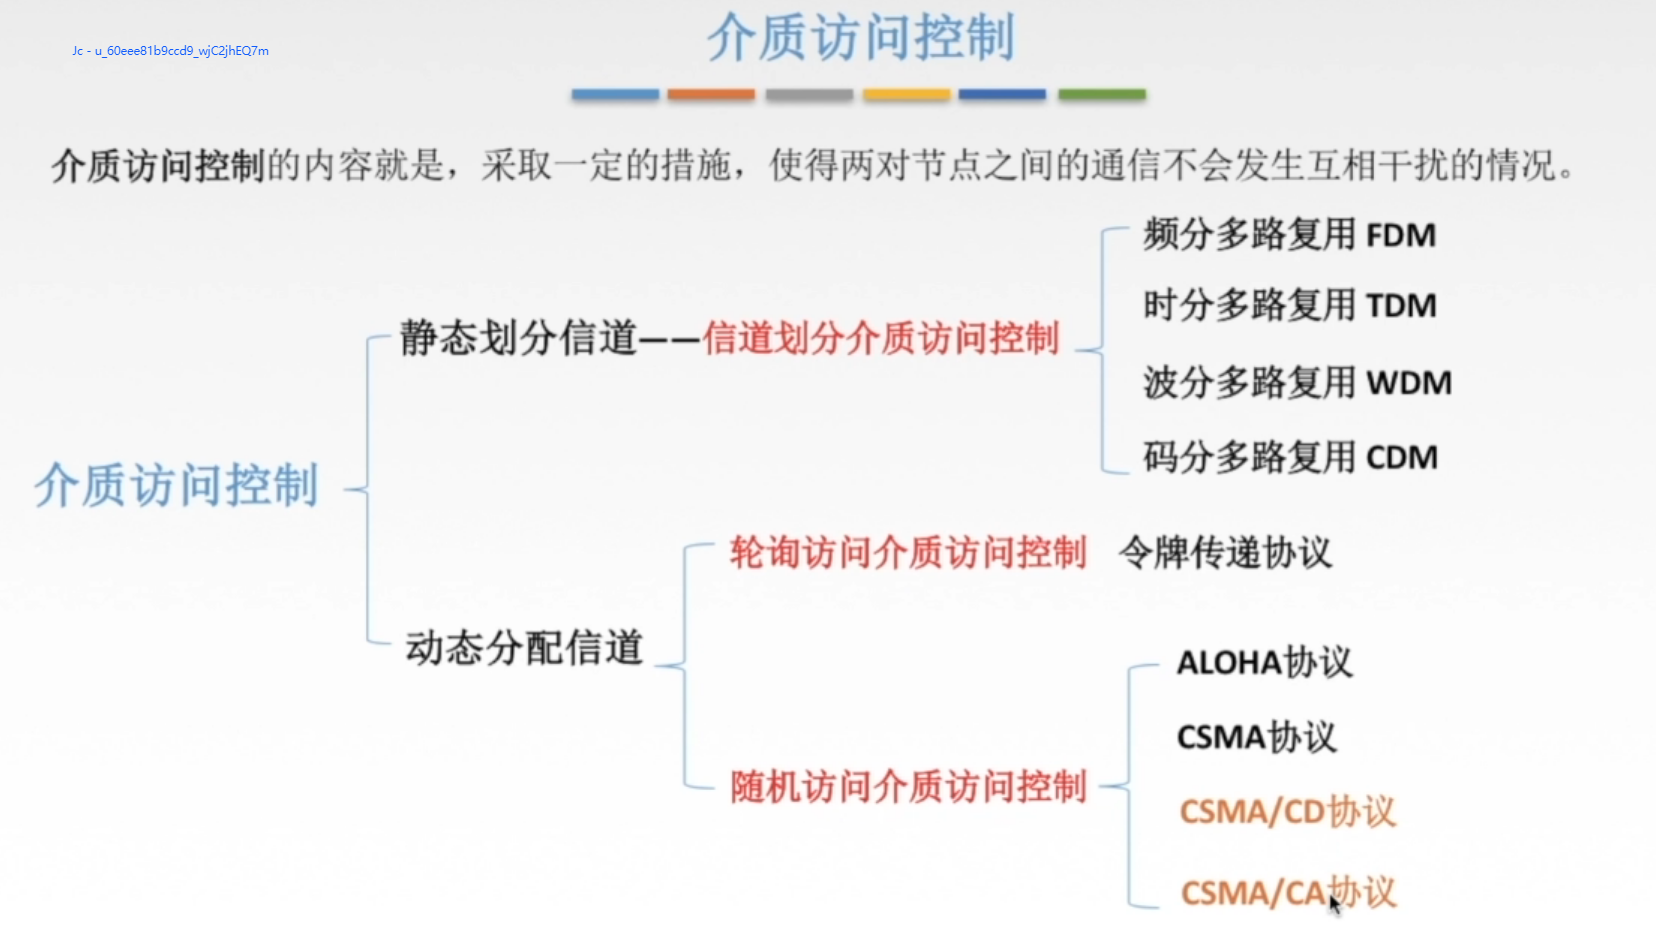 介质访问控制
Jc - u_60eee81b9ccd9_wjC2jhEQ7m
介质访问控制的内容就是，采取一定的措施，使得两对节点之间的通信不会发生互相干扰的情况。
频分多路复用 FDM
时分多路复用 TDM
静态划分信道——信道划分介质访问控制
波分多路复用 WDM
码分多路复用 CDM
介质访问控制
轮询访问介质访问控制 令牌传递协议
动态分配信道
ALOHA协议
CSMA协议
随机访问介质访问控制
CSMA/CD协议
CSMA/CA协议